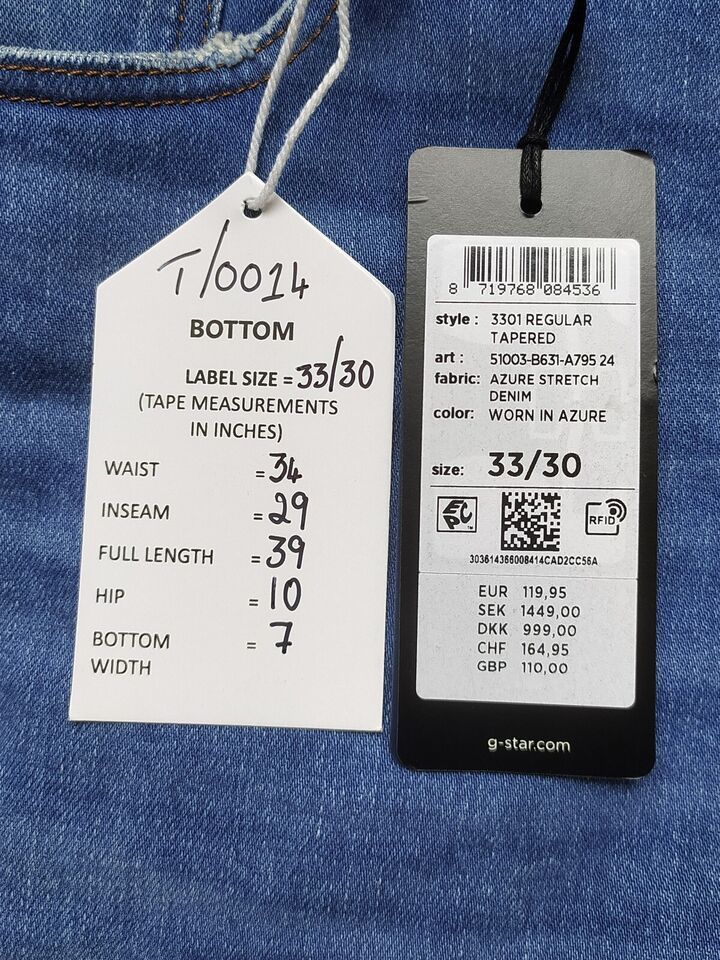 T/0014
BOTTOM
LABEL SIZE = 33/30
(TAPE MEASUREMENTS
IN INCHES)
WAIST = 34
INSEAM = 29
FULL LENGTH = 39
HIP = 10
BOTTOM = 7
WIDTH
8 719768 084536
style : 3301 REGULAR
TAPERED
art : 51003-B631-A795 24
fabric: AZURE STRETCH
DENIM
color: WORN IN AZURE
size: 33/30
EPC TM
RFID
303614366008414CAD2CC56A
EUR 119,95
SEK 1449,00
DKK 999,00
CHF 164,95
GBP 110,00
g-star.com